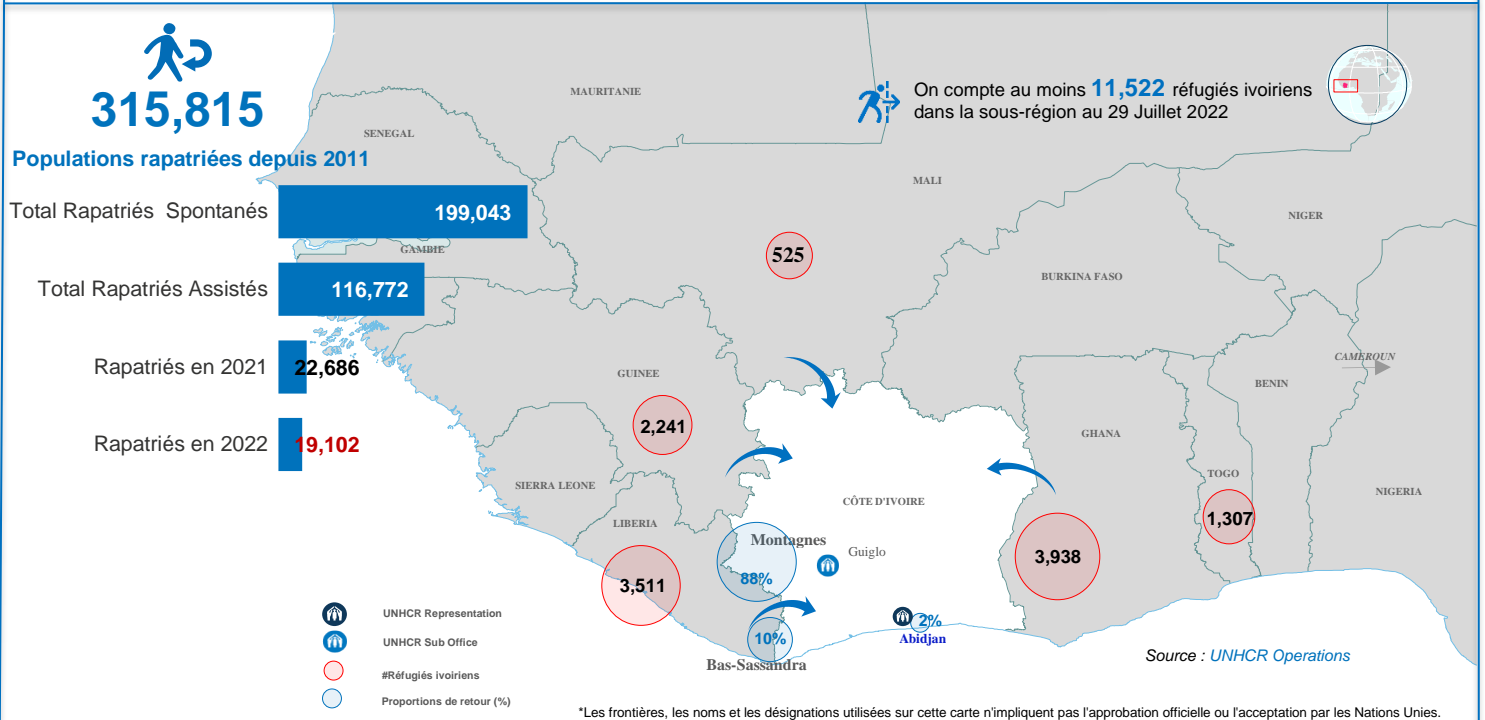 315,815
Populations rapatriées depuis 2011
Total Rapatriés Spontanés
199,043
Total Rapatriés Assistés
116,772
Rapatriés en 2021
22,686
Rapatriés en 2022
19,102
On compte au moins 11,522 réfugiés ivoiriens
dans la sous-région au 29 Juillet 2022
MAURITANIE
SENEGAL
MALI
NIGER
GAMBIE
525
BURKINA FASO
CAMEROUN
GUINEE
BENIN
2,241
GHANA
SIERRA LEONE
TOGO
NIGERIA
CÔTE D'IVOIRE
LIBERIA
1,307
Montagnes
Guiglo
88%
3,511
3,938
2%
Abidjan
10%
Bas-Sassandra
UNHCR Representation
UNHCR Sub Office
#Réfugiés ivoiriens
Proportions de retour (%)
Source : UNHCR Operations
*Les frontières, les noms et les désignations utilisées sur cette carte n'impliquent pas l'approbation officielle ou l'acceptation par les Nations Unies.